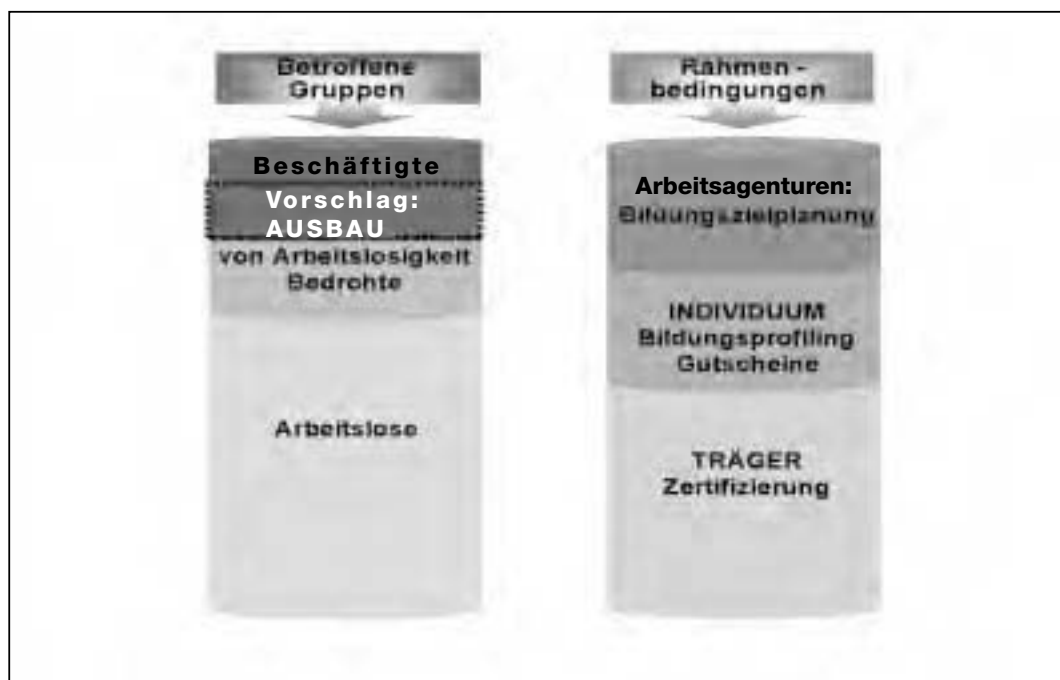 Betroffene
Gruppen
Beschäftigte
Vorschlag:
AUSBAU
von Arbeitslosigkeit
Bedrohte
Arbeitslose
Rahmen -
bedingungen
Arbeitsagenturen:
Bildungszielplanung
INDIVIDUUM
Bildungsprofiling
Gutscheine
TRÄGER
Zertifizierung